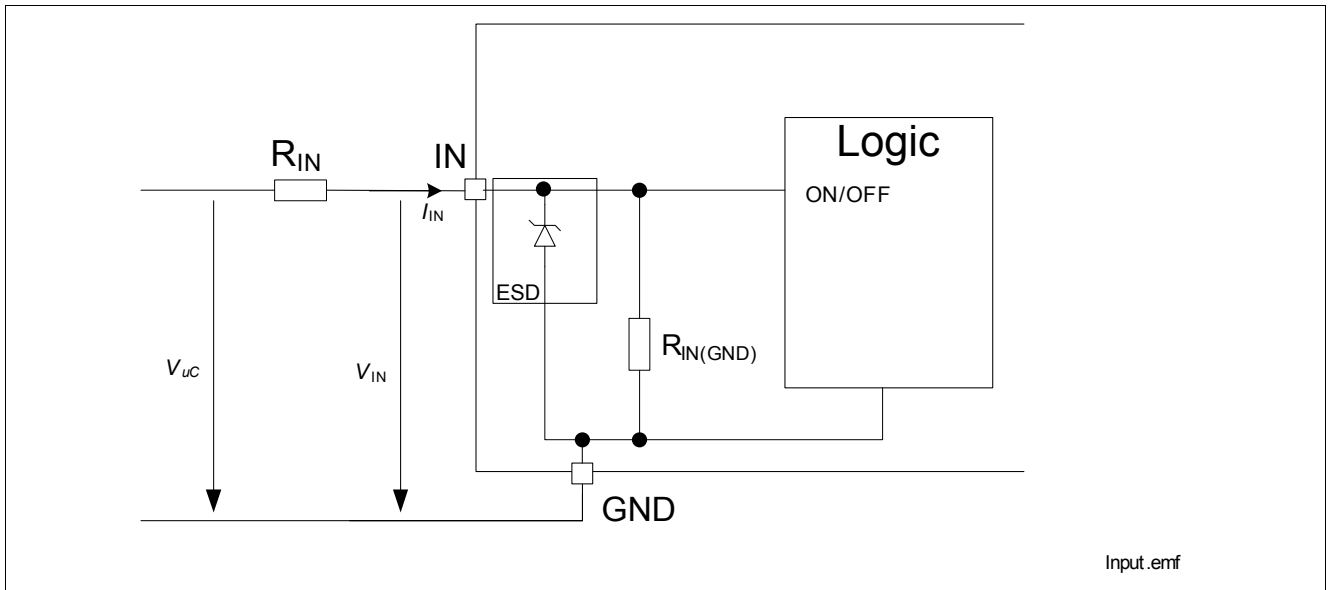 Logic
R_IN
IN
ON/OFF
I_IN
ESD
R_IN(GND)
V_uC
V_IN
GND
Input.emf